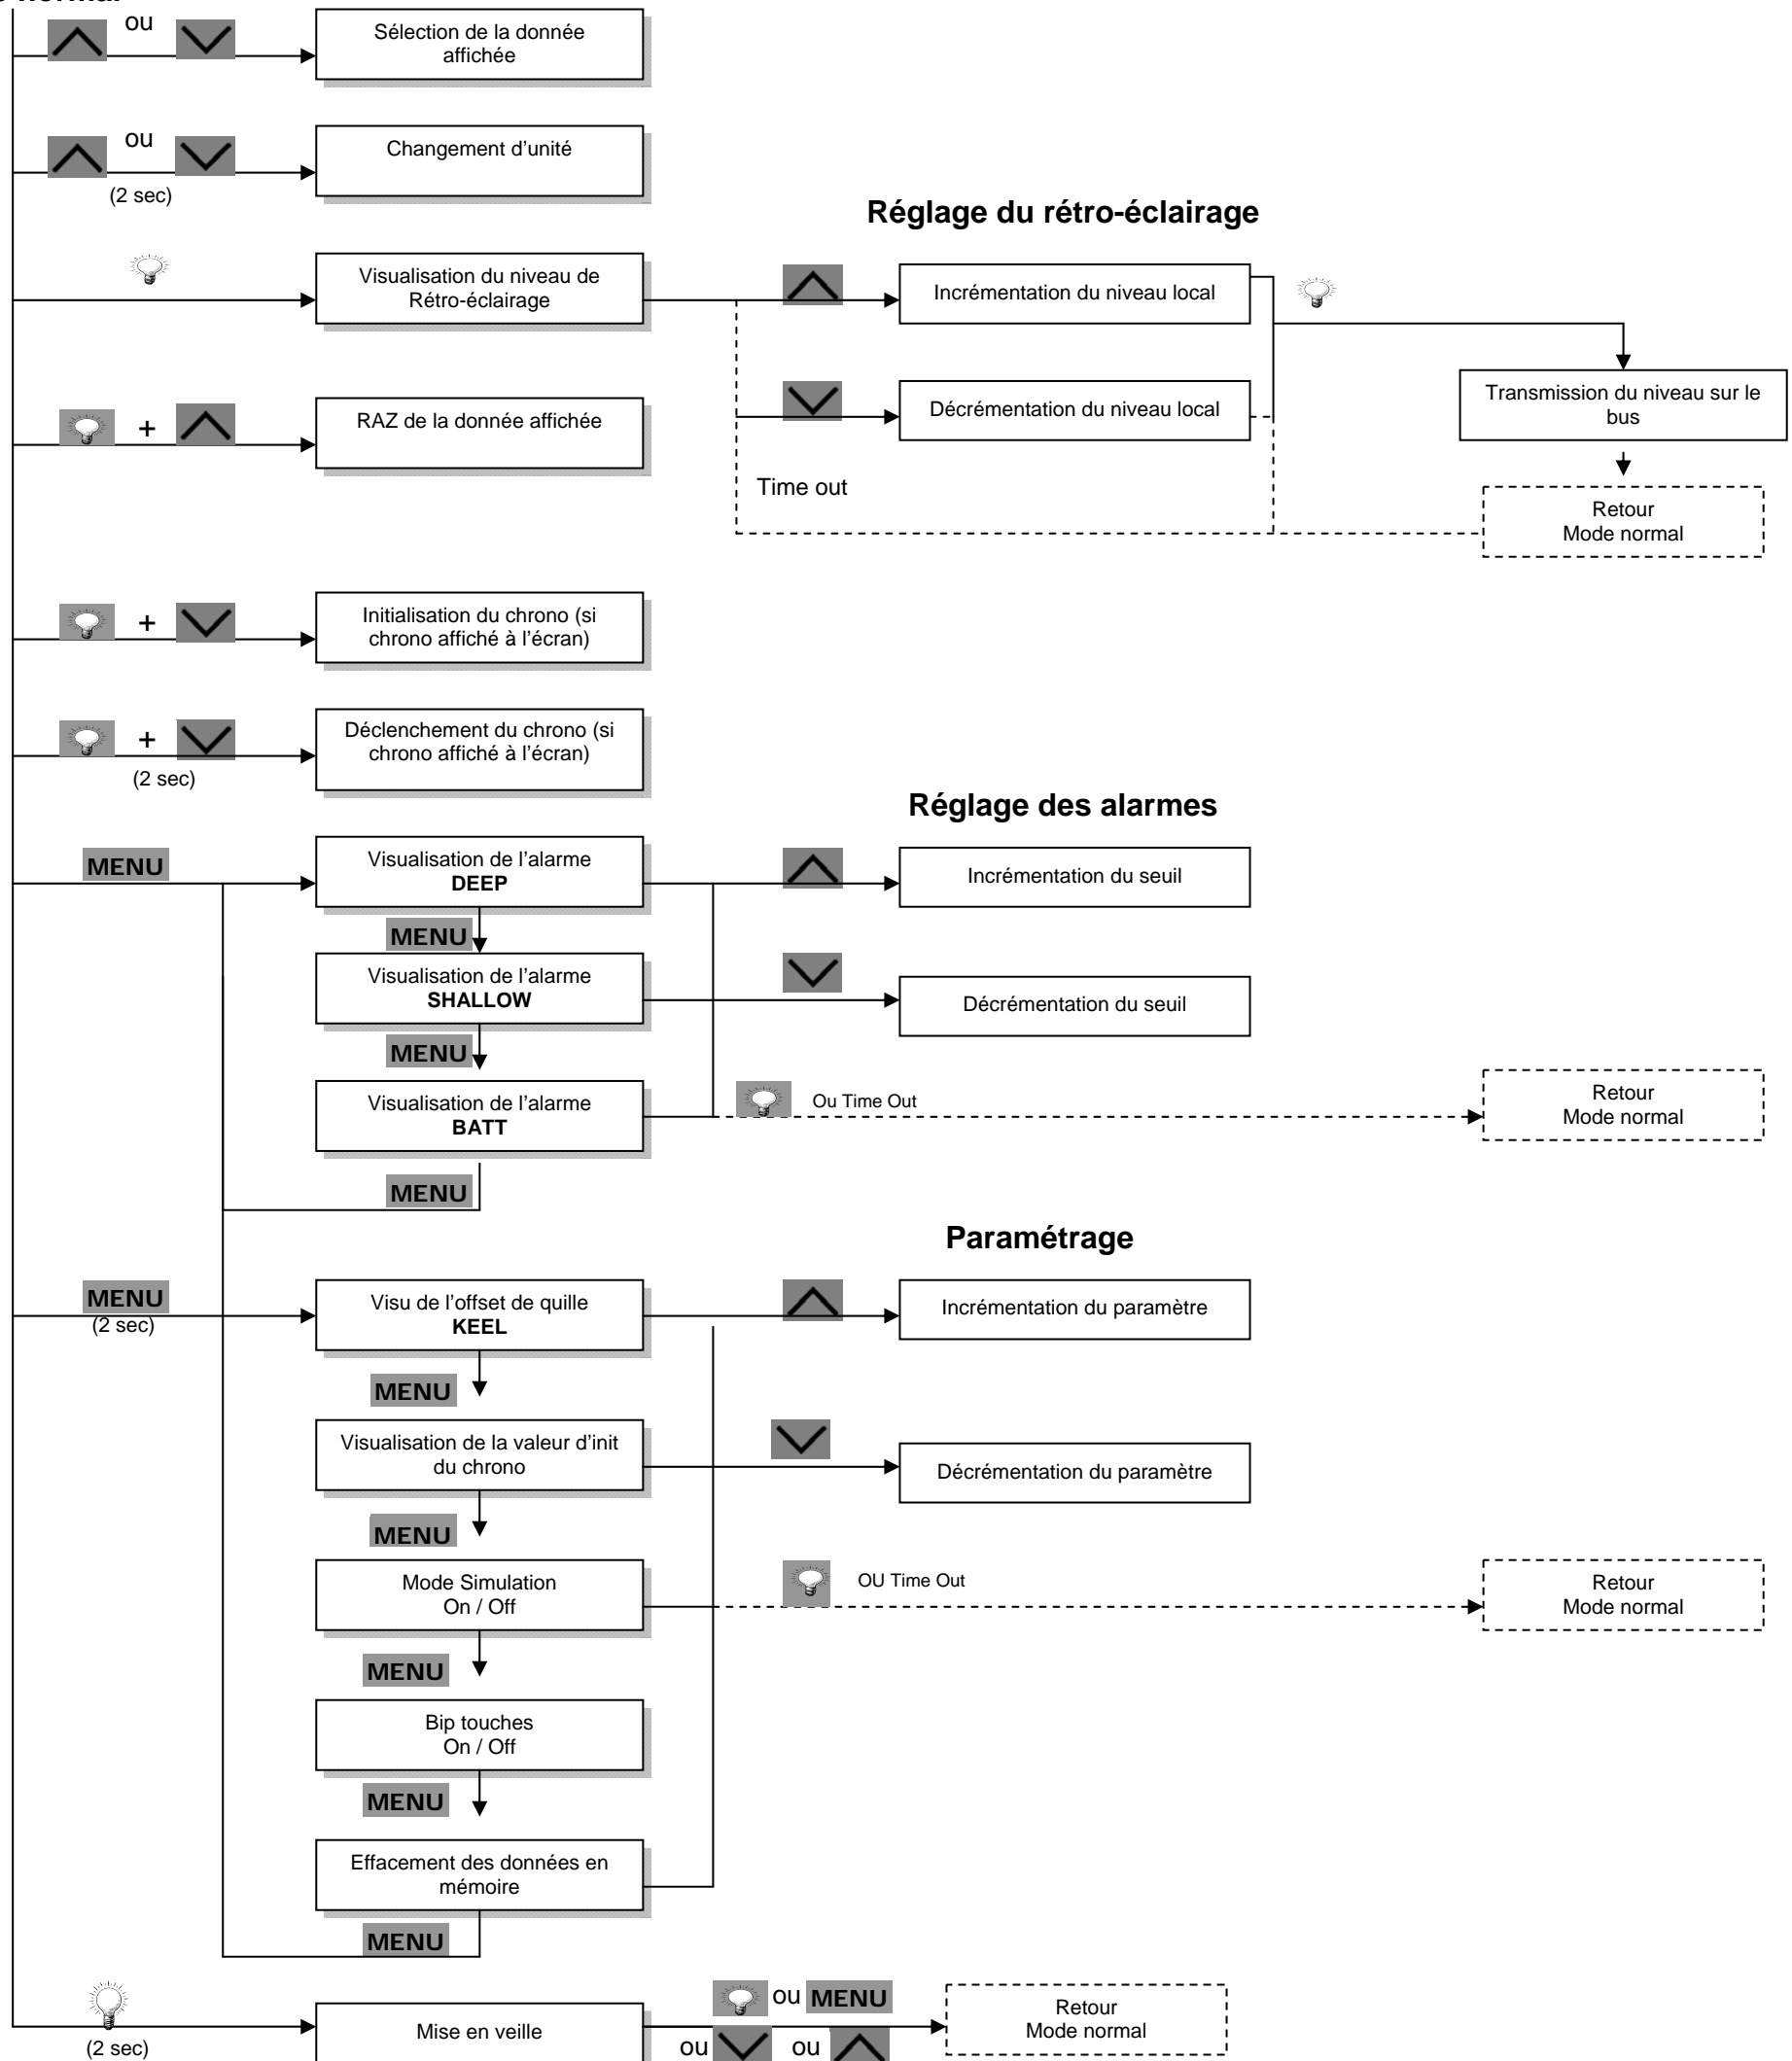 normal
ou
Sélection de la donnée
affichée
ou
(2 sec)
Changement d'unité
Réglage du rétro-éclairage
Visualisation du niveau de
Rétro-éclairage
Incrémentation du niveau local
Décrémentation du niveau local
Time out
Transmission du niveau sur le
bus
Retour
Mode normal
+
RAZ de la donnée affichée
+
Initialisation du chrono (si
chrono affiché à l'écran)
+
(2 sec)
Déclenchement du chrono (si
chrono affiché à l'écran)
Réglage des alarmes
MENU
Visualisation de l'alarme
DEEP
Incrémentation du seuil
MENU
Visualisation de l'alarme
SHALLOW
Décrémentation du seuil
MENU
Visualisation de l'alarme
BATT
Ou Time Out
Retour
Mode normal
MENU
Paramétrage
MENU
(2 sec)
Visu de l'offset de quille
KEEL
Incrémentation du paramètre
MENU
Visualisation de la valeur d'init
du chrono
Décrémentation du paramètre
MENU
Mode Simulation
On / Off
OU Time Out
Retour
Mode normal
MENU
Bip touches
On / Off
MENU
Effacement des données en
mémoire
MENU
(2 sec)
Mise en veille
ou MENU
ou
ou
Retour
Mode normal